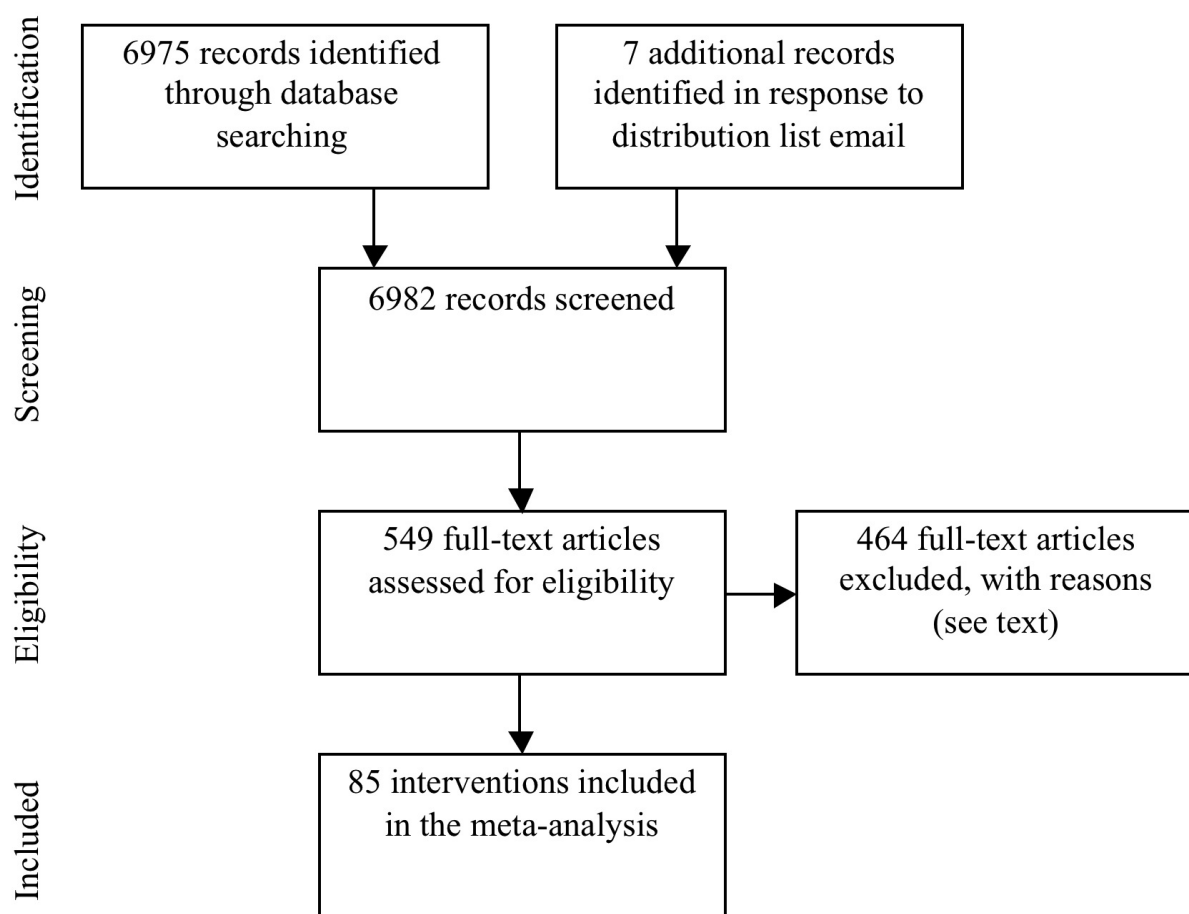 Identification
6975 records identified
through database
searching
7 additional records
identified in response to
distribution list email
Screening
6982 records screened
Eligibility
549 full-text articles
assessed for eligibility
464 full-text articles
excluded, with reasons
(see text)
Included
85 interventions included
in the meta-analysis